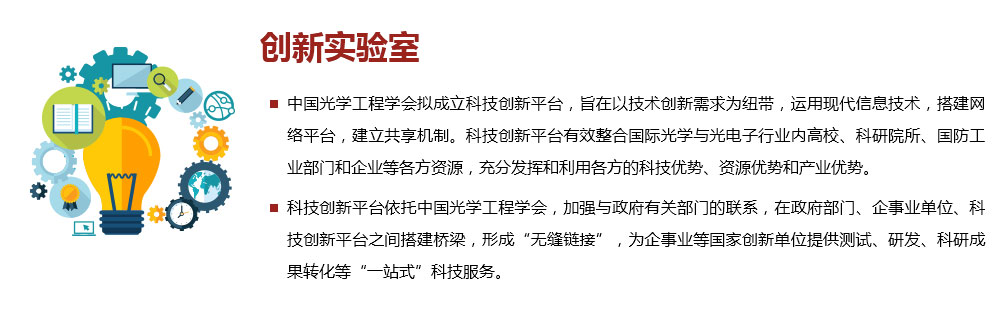 创新实验室
中国光学工程学会拟成立科技创新平台，旨在以技术创新需求为纽带，运用现代信息技术，搭建网
络平台，建立共享机制。科技创新平台有效整合国际光学与光电子行业内高校、科研院所、国防工
业部门和企业等各方资源，充分发挥和利用各方的科技优势、资源优势和产业优势。
科技创新平台依托中国光学工程学会，加强与政府有关部门的联系，在政府部门、企事业单位、科
技创新平台之间搭建桥梁，形成“无缝链接”，为企事业等国家创新单位提供测试、研发、科研成
果转化等“一站式”科技服务。